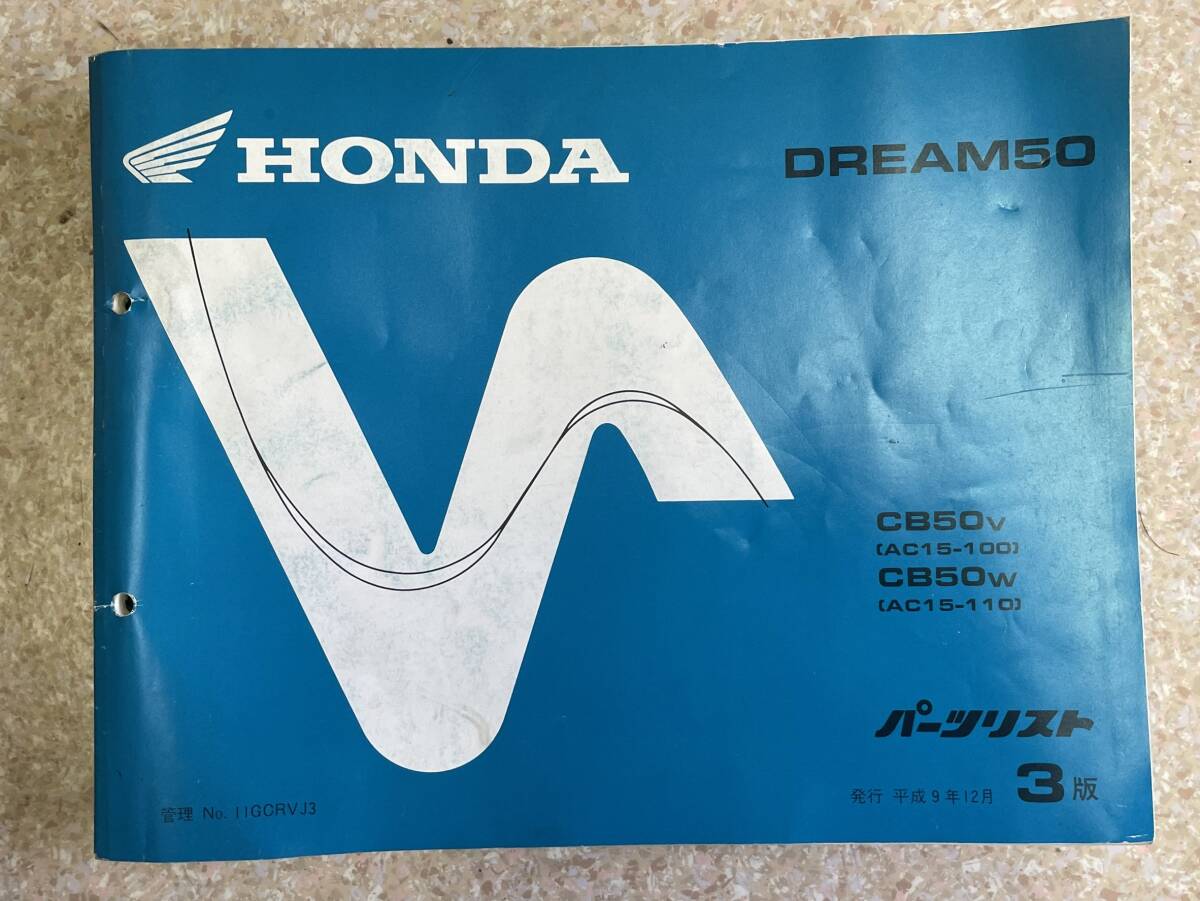 HONDA
DREAM50
CB50V
(AC15-100)
CB50W
(AC15-110)
パーツリスト
発行 平成9年12月 3版
管理 No. 11GCRVJ3